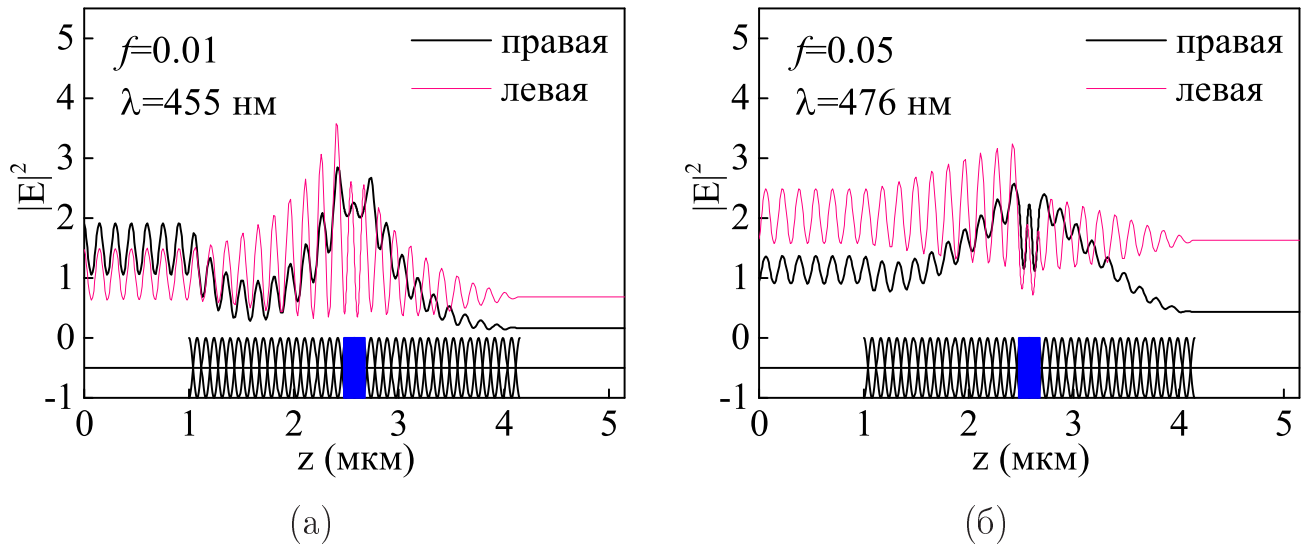 f=0.01
λ=455 нм
правая
левая
|E|²
5
4
3
2
1
0
-1
0 1 2 3 4 5
z (мкм)
(а)
f=0.05
λ=476 нм
правая
левая
|E|²
5
4
3
2
1
0
-1
0 1 2 3 4 5
z (мкм)
(б)